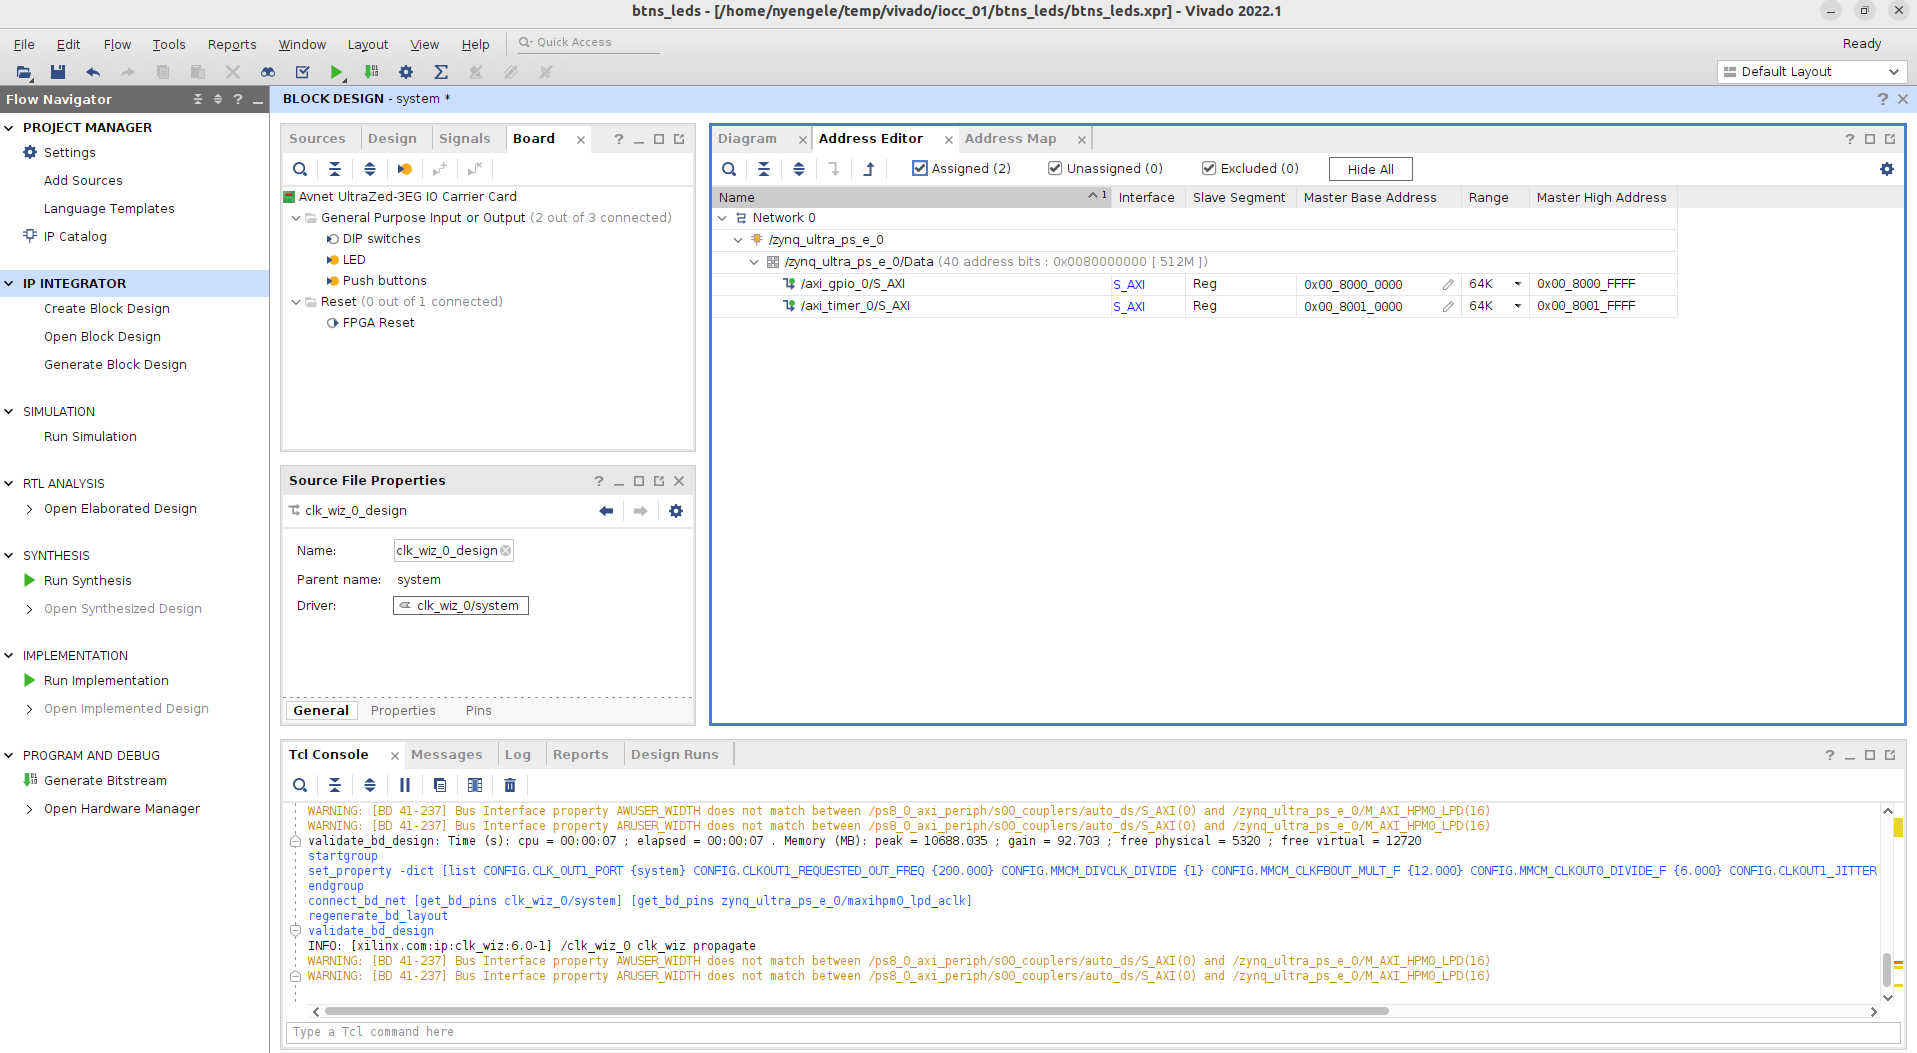 btns_leds - [/home/nyengele/temp/vivado/iocc_01/btns_leds/btns_leds.xpr] - Vivado 2022.1
File Edit Flow Tools Reports Window Layout View Help Quick Access Ready
Default Layout
Flow Navigator
PROJECT MANAGER
Settings
Add Sources
Language Templates
IP Catalog
IP INTEGRATOR
Create Block Design
Open Block Design
Generate Block Design
SIMULATION
Run Simulation
RTL ANALYSIS
Open Elaborated Design
SYNTHESIS
Run Synthesis
Open Synthesized Design
IMPLEMENTATION
Run Implementation
Open Implemented Design
PROGRAM AND DEBUG
Generate Bitstream
Open Hardware Manager
BLOCK DESIGN - system *
Sources Design Signals Board
Avnet UltraZed-3EG IO Carrier Card
General Purpose Input or Output (2 out of 3 connected)
DIP switches
LED
Push buttons
Reset (0 out of 1 connected)
FPGA Reset
Source File Properties
clk_wiz_0_design
Name: clk_wiz_0_design
Parent name: system
Driver: clk_wiz_0/system
General Properties Pins
Diagram Address Editor Address Map
Assigned (2) Unassigned (0) Excluded (0) Hide All
Name 1 Interface Slave Segment Master Base Address Range Master High Address
Network 0
/zynq_ultra_ps_e_0
/zynq_ultra_ps_e_0/Data (40 address bits : 0x0080000000 [ 512M ])
/axi_gpio_0/S_AXI S_AXI Reg 0x00_8000_0000 64K 0x00_8000_FFFF
/axi_timer_0/S_AXI S_AXI Reg 0x00_8001_0000 64K 0x00_8001_FFFF
Tcl Console Messages Log Reports Design Runs
WARNING: [BD 41-237] Bus Interface property AWUSER_WIDTH does not match between /ps8_0_axi_periph/s00_couplers/auto_ds/S_AXI(0) and /zynq_ultra_ps_e_0/M_AXI_HPM0_LPD(16)
WARNING: [BD 41-237] Bus Interface property ARUSER_WIDTH does not match between /ps8_0_axi_periph/s00_couplers/auto_ds/S_AXI(0) and /zynq_ultra_ps_e_0/M_AXI_HPM0_LPD(16)
validate_bd_design: Time (s): cpu = 00:00:07 ; elapsed = 00:00:07 . Memory (MB): peak = 10688.035 ; gain = 92.703 ; free physical = 5320 ; free virtual = 12720
startgroup
set_property -dict [list CONFIG.CLK_OUT1_PORT {system} CONFIG.CLKOUT1_REQUESTED_OUT_FREQ {200.000} CONFIG.MMCM_DIVCLK_DIVIDE {1} CONFIG.MMCM_CLKFBOUT_MULT_F {12.000} CONFIG.MMCM_CLKOUT0_DIVIDE_F {6.000} CONFIG.CLKOUT1_JITTER
endgroup
connect_bd_net [get_bd_pins clk_wiz_0/system] [get_bd_pins zynq_ultra_ps_e_0/maxihpm0_lpd_aclk]
regenerate_bd_layout
validate_bd_design
INFO: [xilinx.com:ip:clk_wiz:6.0-1] /clk_wiz_0 clk_wiz propagate
WARNING: [BD 41-237] Bus Interface property AWUSER_WIDTH does not match between /ps8_0_axi_periph/s00_couplers/auto_ds/S_AXI(0) and /zynq_ultra_ps_e_0/M_AXI_HPM0_LPD(16)
WARNING: [BD 41-237] Bus Interface property ARUSER_WIDTH does not match between /ps8_0_axi_periph/s00_couplers/auto_ds/S_AXI(0) and /zynq_ultra_ps_e_0/M_AXI_HPM0_LPD(16)
Type a Tcl command here